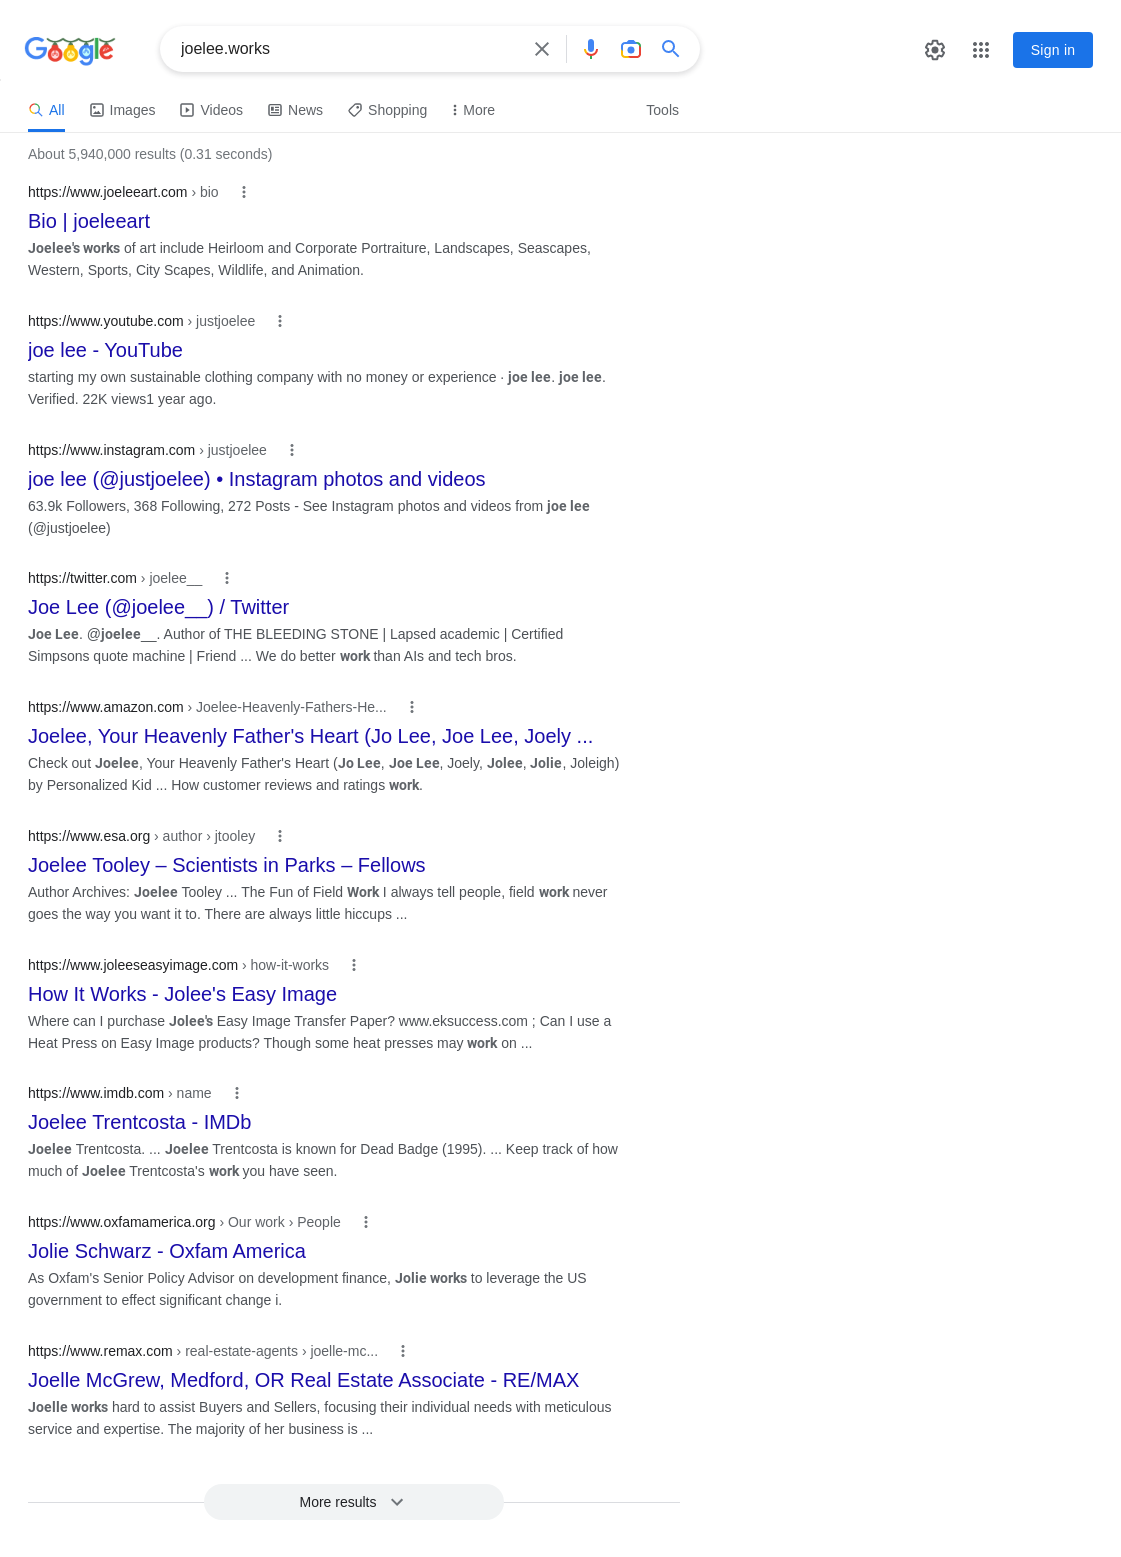 Google
joelee.works
Sign in
All Images Videos News Shopping More Tools
About 5,940,000 results (0.31 seconds)
https://www.joeleeart.com › bio
Bio | joeleeart
Joelee's works of art include Heirloom and Corporate Portraiture, Landscapes, Seascapes,
Western, Sports, City Scapes, Wildlife, and Animation.
https://www.youtube.com › justjoelee
joe lee - YouTube
starting my own sustainable clothing company with no money or experience · joe lee. joe lee.
Verified. 22K views1 year ago.
https://www.instagram.com › justjoelee
joe lee (@justjoelee) • Instagram photos and videos
63.9k Followers, 368 Following, 272 Posts - See Instagram photos and videos from joe lee
(@justjoelee)
https://twitter.com › joelee__
Joe Lee (@joelee__) / Twitter
Joe Lee. @joelee__. Author of THE BLEEDING STONE | Lapsed academic | Certified
Simpsons quote machine | Friend ... We do better work than AIs and tech bros.
https://www.amazon.com › Joelee-Heavenly-Fathers-He...
Joelee, Your Heavenly Father's Heart (Jo Lee, Joe Lee, Joely ...
Check out Joelee, Your Heavenly Father's Heart (Jo Lee, Joe Lee, Joely, Jolee, Jolie, Joleigh)
by Personalized Kid ... How customer reviews and ratings work.
https://www.esa.org › author › jtooley
Joelee Tooley – Scientists in Parks – Fellows
Author Archives: Joelee Tooley ... The Fun of Field Work I always tell people, field work never
goes the way you want it to. There are always little hiccups ...
https://www.joleeseasyimage.com › how-it-works
How It Works - Jolee's Easy Image
Where can I purchase Jolee's Easy Image Transfer Paper? www.eksuccess.com ; Can I use a
Heat Press on Easy Image products? Though some heat presses may work on ...
https://www.imdb.com › name
Joelee Trentcosta - IMDb
Joelee Trentcosta. ... Joelee Trentcosta is known for Dead Badge (1995). ... Keep track of how
much of Joelee Trentcosta's work you have seen.
https://www.oxfamamerica.org › Our work › People
Jolie Schwarz - Oxfam America
As Oxfam's Senior Policy Advisor on development finance, Jolie works to leverage the US
government to effect significant change i.
https://www.remax.com › real-estate-agents › joelle-mc...
Joelle McGrew, Medford, OR Real Estate Associate - RE/MAX
Joelle works hard to assist Buyers and Sellers, focusing their individual needs with meticulous
service and expertise. The majority of her business is ...
More results